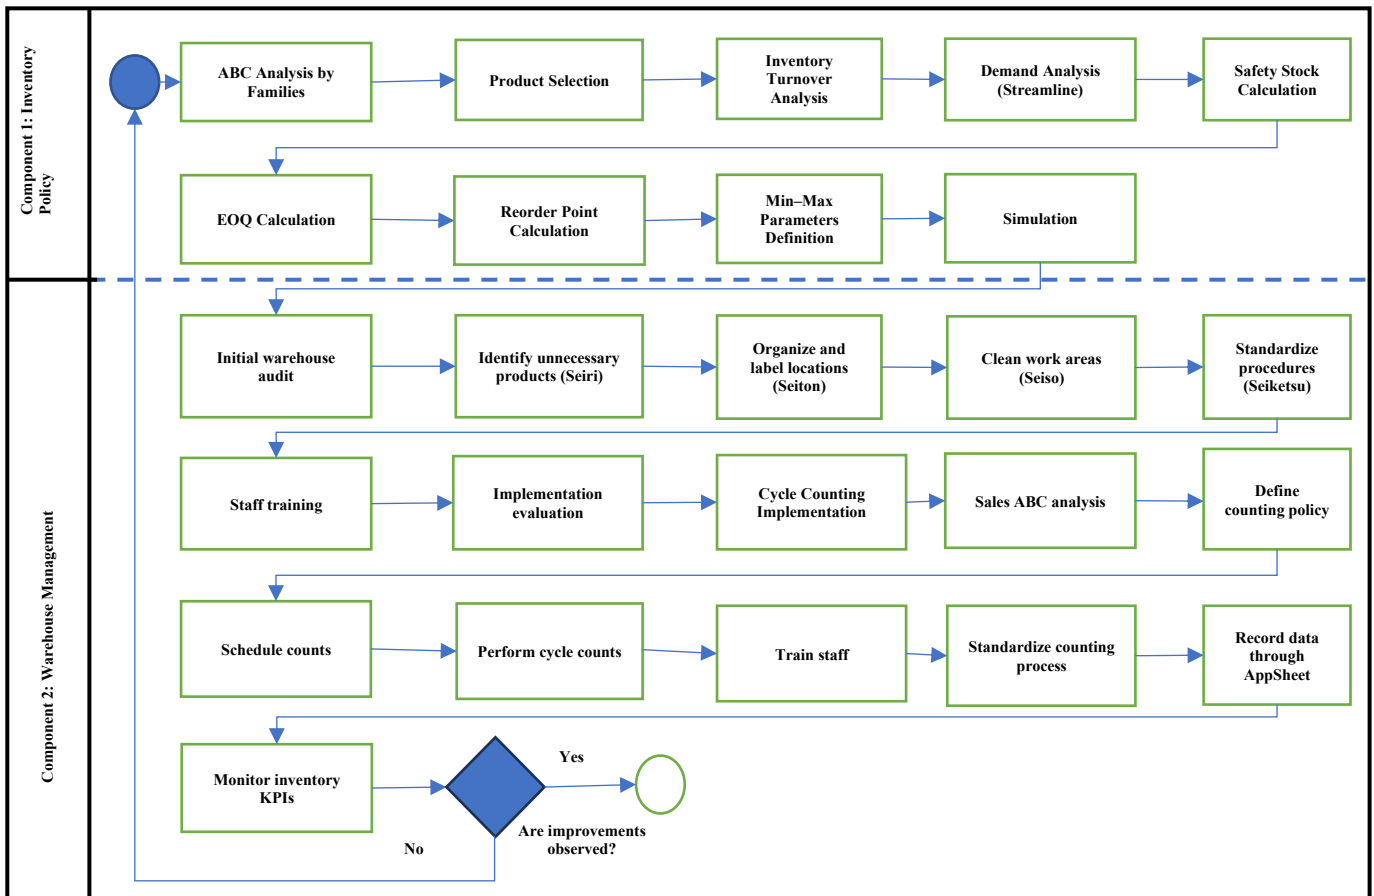 Component 1: Inventory
Policy
ABC Analysis by
Families
Product Selection
Inventory
Turnover
Analysis
Demand Analysis
(Streamline)
Safety Stock
Calculation
EOQ Calculation
Reorder Point
Calculation
Min–Max
Parameters
Definition
Simulation
Component 2: Warehouse Management
Initial warehouse
audit
Identify unnecessary
products (Seiri)
Organize and
label locations
(Seiton)
Clean work areas
(Seiso)
Standardize
procedures
(Seiketsu)
Staff training
Implementation
evaluation
Cycle Counting
Implementation
Sales ABC analysis
Define
counting policy
Schedule counts
Perform cycle counts
Train staff
Standardize counting
process
Record data
through
AppSheet
Monitor inventory
KPIs
Yes
Are improvements
observed?
No